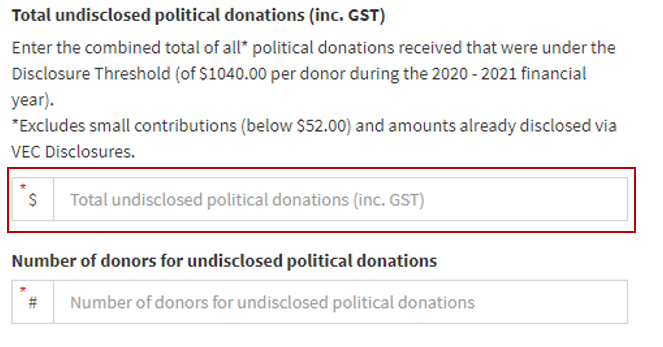 Total undisclosed political donations (inc. GST)
Enter the combined total of all* political donations received that were under the
Disclosure Threshold (of $1040.00 per donor during the 2020 - 2021 financial
year).
*Excludes small contributions (below $52.00) and amounts already disclosed via
VEC Disclosures.
* $ Total undisclosed political donations (inc. GST)
Number of donors for undisclosed political donations
* # Number of donors for undisclosed political donations